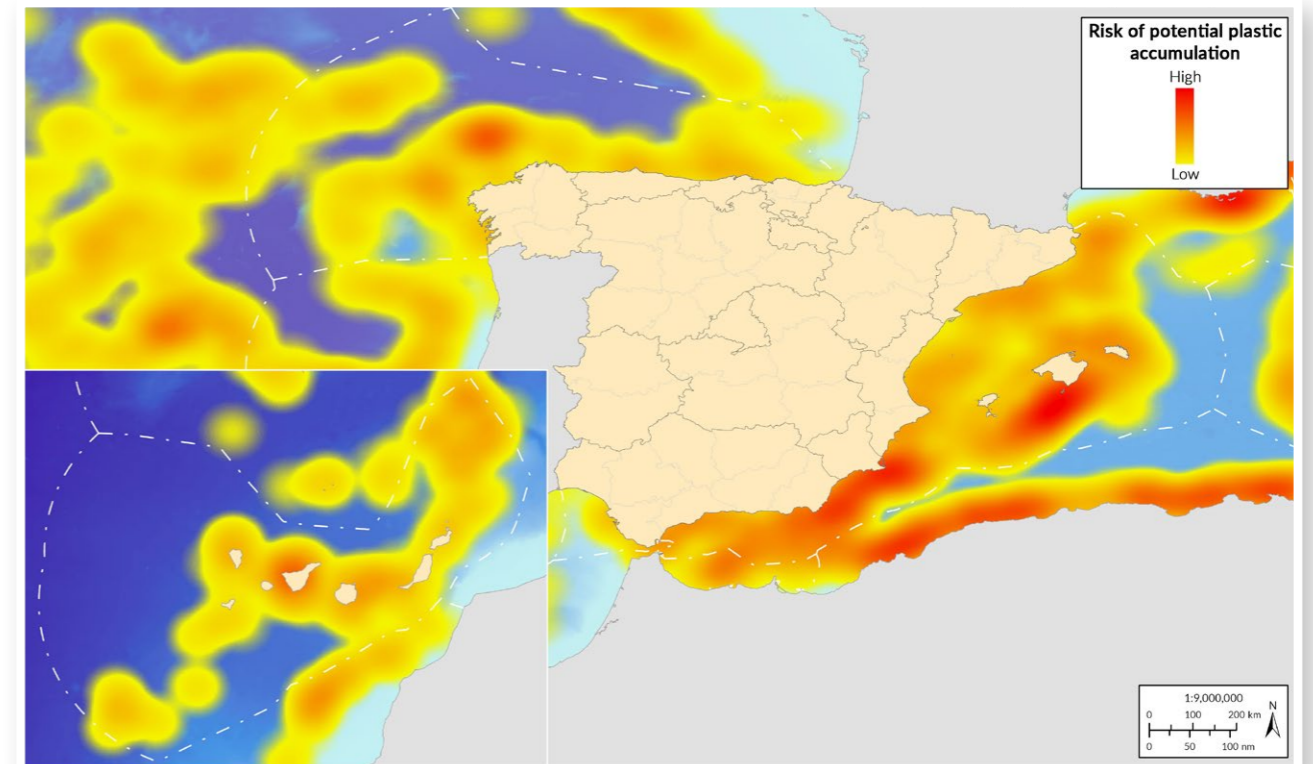 Risk of potential plastic
accumulation
High
Low
1:9,000,000
0 100 200 km
N
0 50 100 nm